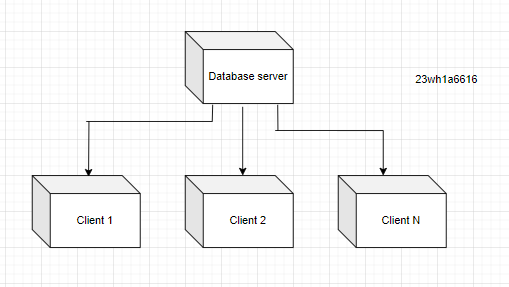 Database server
23wh1a6616
Client 1
Client 2
Client N